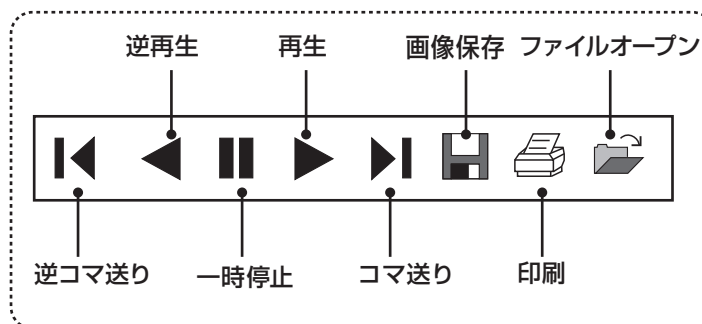 逆再生
再生
画像保存
ファイルオープン
逆コマ送り
一時停止
コマ送り
印刷